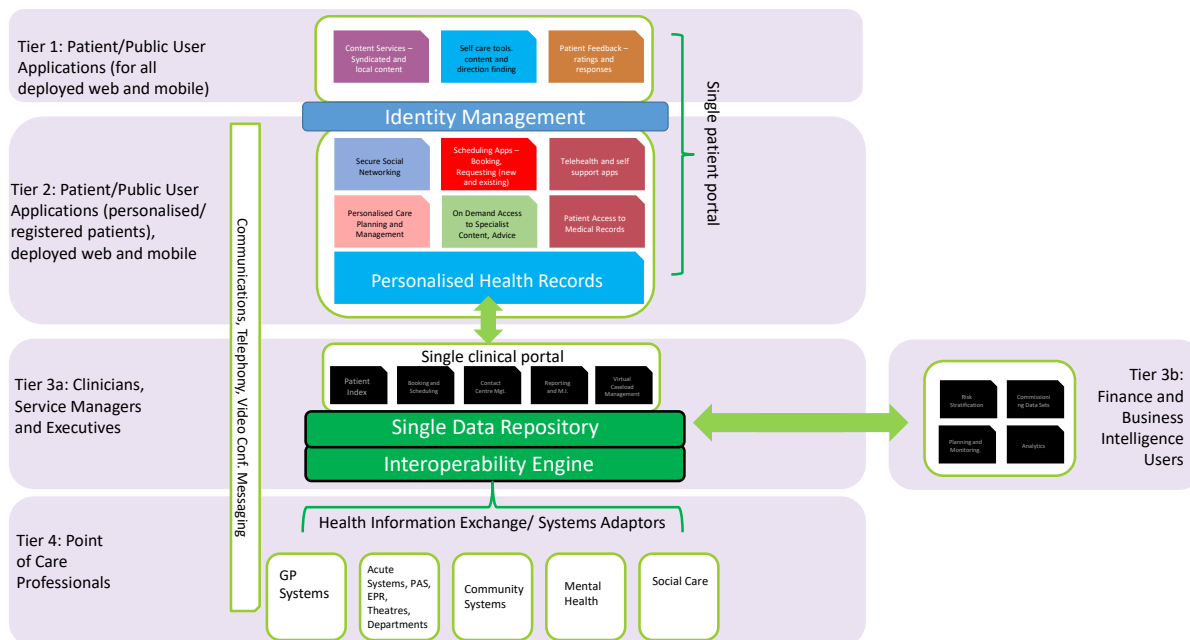 Tier 1: Patient/Public User
Applications (for all
deployed web and mobile)
Content Services –
Syndicated and
local content
Self care tools.
content and
direction finding
Patient Feedback –
ratings and
responses
Single patient portal
Identity Management
Tier 2: Patient/Public User
Applications (personalised/
registered patients),
deployed web and mobile
Communications, Telephony, Video Conf. Messaging
Secure Social
Networking
Scheduling Apps –
Booking,
Requesting (new
and existing)
Telehealth and self
support apps
Personalised Care
Planning and
Management
On Demand Access
to Specialist
Content, Advice
Patient Access to
Medical Records
Personalised Health Records
Tier 3a: Clinicians,
Service Managers
and Executives
Single clinical portal
Patient
Index
Booking and
Scheduling
Contact
Centre Mgt.
Reporting
and M.I.
Virtual
Caseload
Management
Single Data Repository
Interoperability Engine
Risk
Stratification
Commissioni
ng Data Sets
Planning and
Monitoring.
Analytics
Tier 3b:
Finance and
Business
Intelligence
Users
Tier 4: Point
of Care
Professionals
Health Information Exchange/ Systems Adaptors
GP
Systems
Acute
Systems, PAS,
EPR,
Theatres,
Departments
Community
Systems
Mental
Health
Social Care